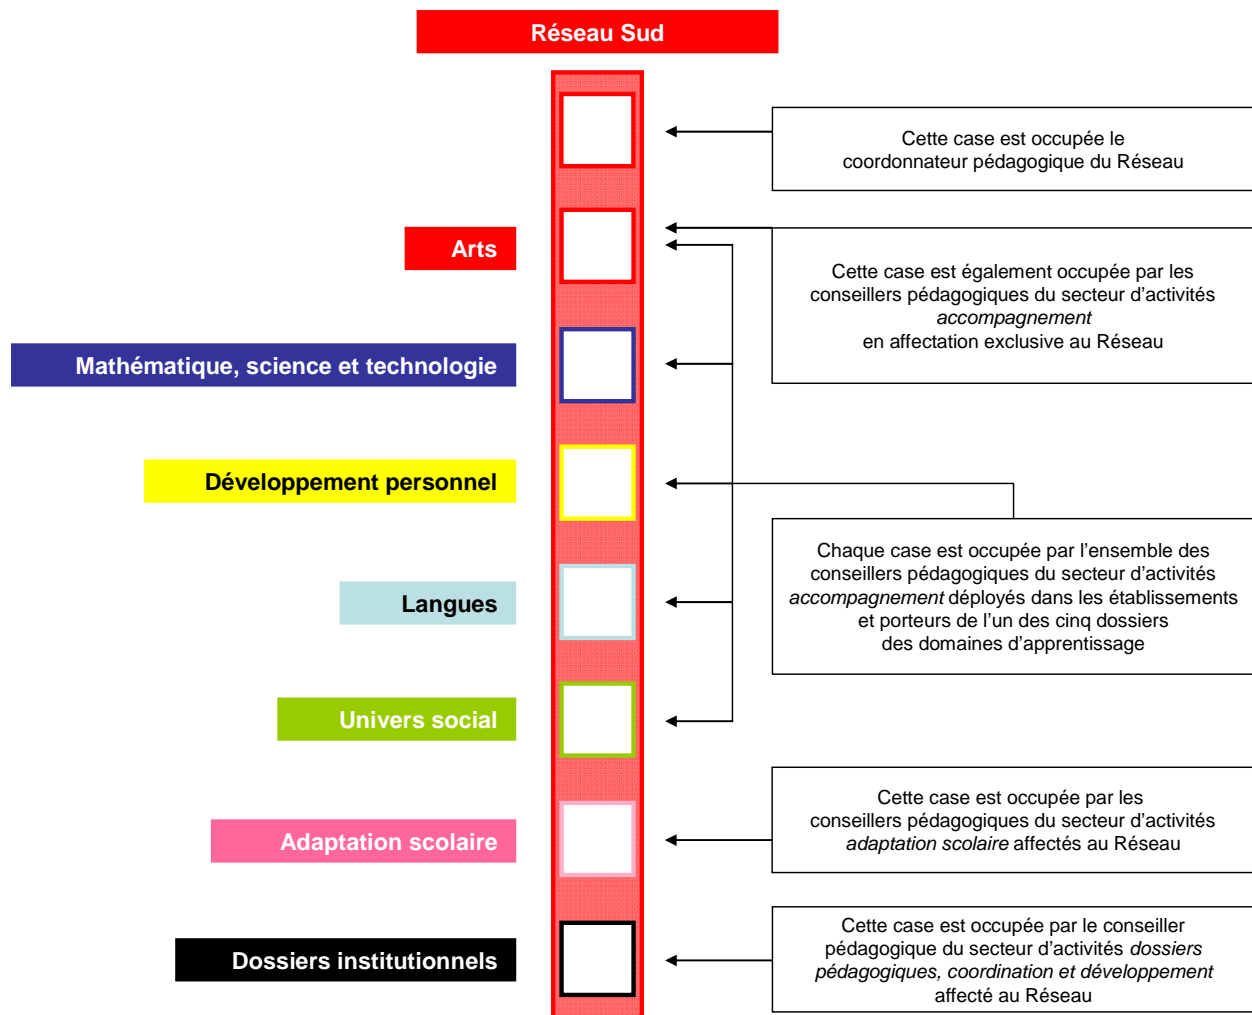 Réseau Sud
Cette case est occupée le
coordonnateur pédagogique du Réseau
Arts
Cette case est également occupée par les
conseillers pédagogiques du secteur d’activités
accompagnement
en affectation exclusive au Réseau
Mathématique, science et technologie
Développement personnel
Chaque case est occupée par l’ensemble des
conseillers pédagogiques du secteur d’activités
accompagnement déployés dans les établissements
et porteurs de l’un des cinq dossiers
des domaines d’apprentissage
Langues
Univers social
Cette case est occupée par les
conseillers pédagogiques du secteur d’activités
adaptation scolaire affectés au Réseau
Adaptation scolaire
Cette case est occupée par le conseiller
pédagogique du secteur d’activités dossiers
pédagogiques, coordination et développement
affecté au Réseau
Dossiers institutionnels